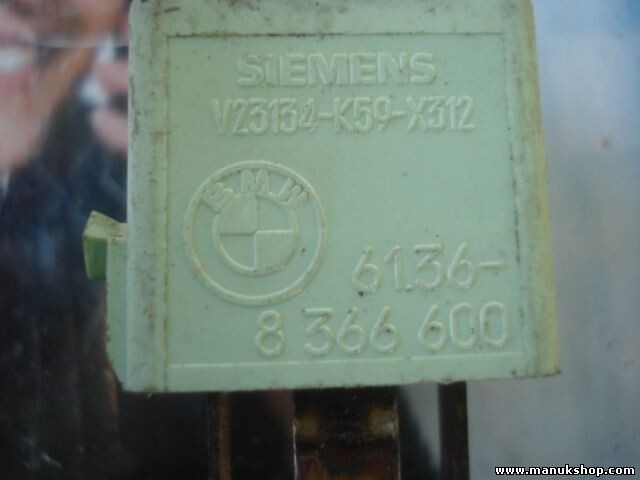 SIEMENS
V23134-K59-X312
BMW
61.36-
8 366 600
www.manukshop.com